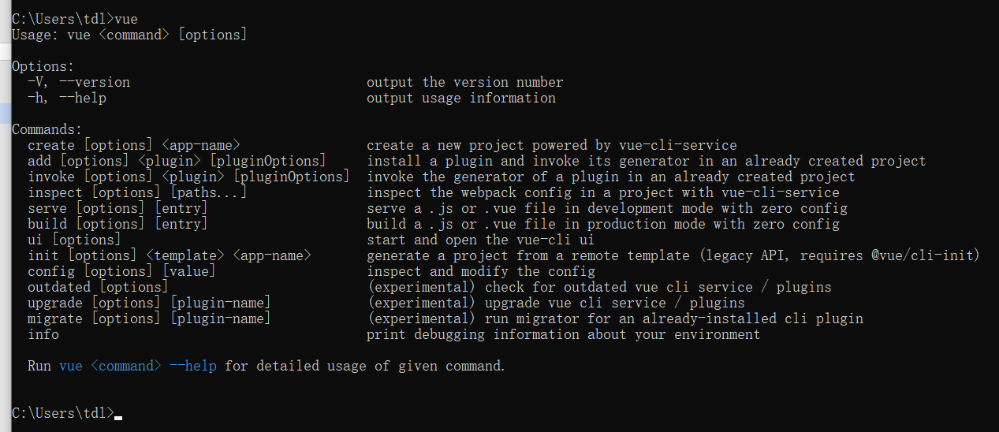 C:\Users\tdl>vue
Usage: vue <command> [options]
Options:
-V, --version output the version number
-h, --help output usage information
Commands:
create [options] <app-name> create a new project powered by vue-cli-service
add [options] <plugin> [pluginOptions] install a plugin and invoke its generator in an already created project
invoke [options] <plugin> [pluginOptions] invoke the generator of a plugin in an already created project
inspect [options] [paths...] inspect the webpack config in a project with vue-cli-service
serve [options] [entry] serve a .js or .vue file in development mode with zero config
build [options] [entry] build a .js or .vue file in production mode with zero config
ui [options] start and open the vue-cli ui
init [options] <template> <app-name> generate a project from a remote template (legacy API, requires @vue/cli-init)
config [options] [value] inspect and modify the config
outdated [options] (experimental) check for outdated vue cli service / plugins
upgrade [options] [plugin-name] (experimental) upgrade vue cli service / plugins
migrate [options] [plugin-name] (experimental) run migrator for an already-installed cli plugin
info print debugging information about your environment
Run vue <command> --help for detailed usage of given command.
C:\Users\tdl>